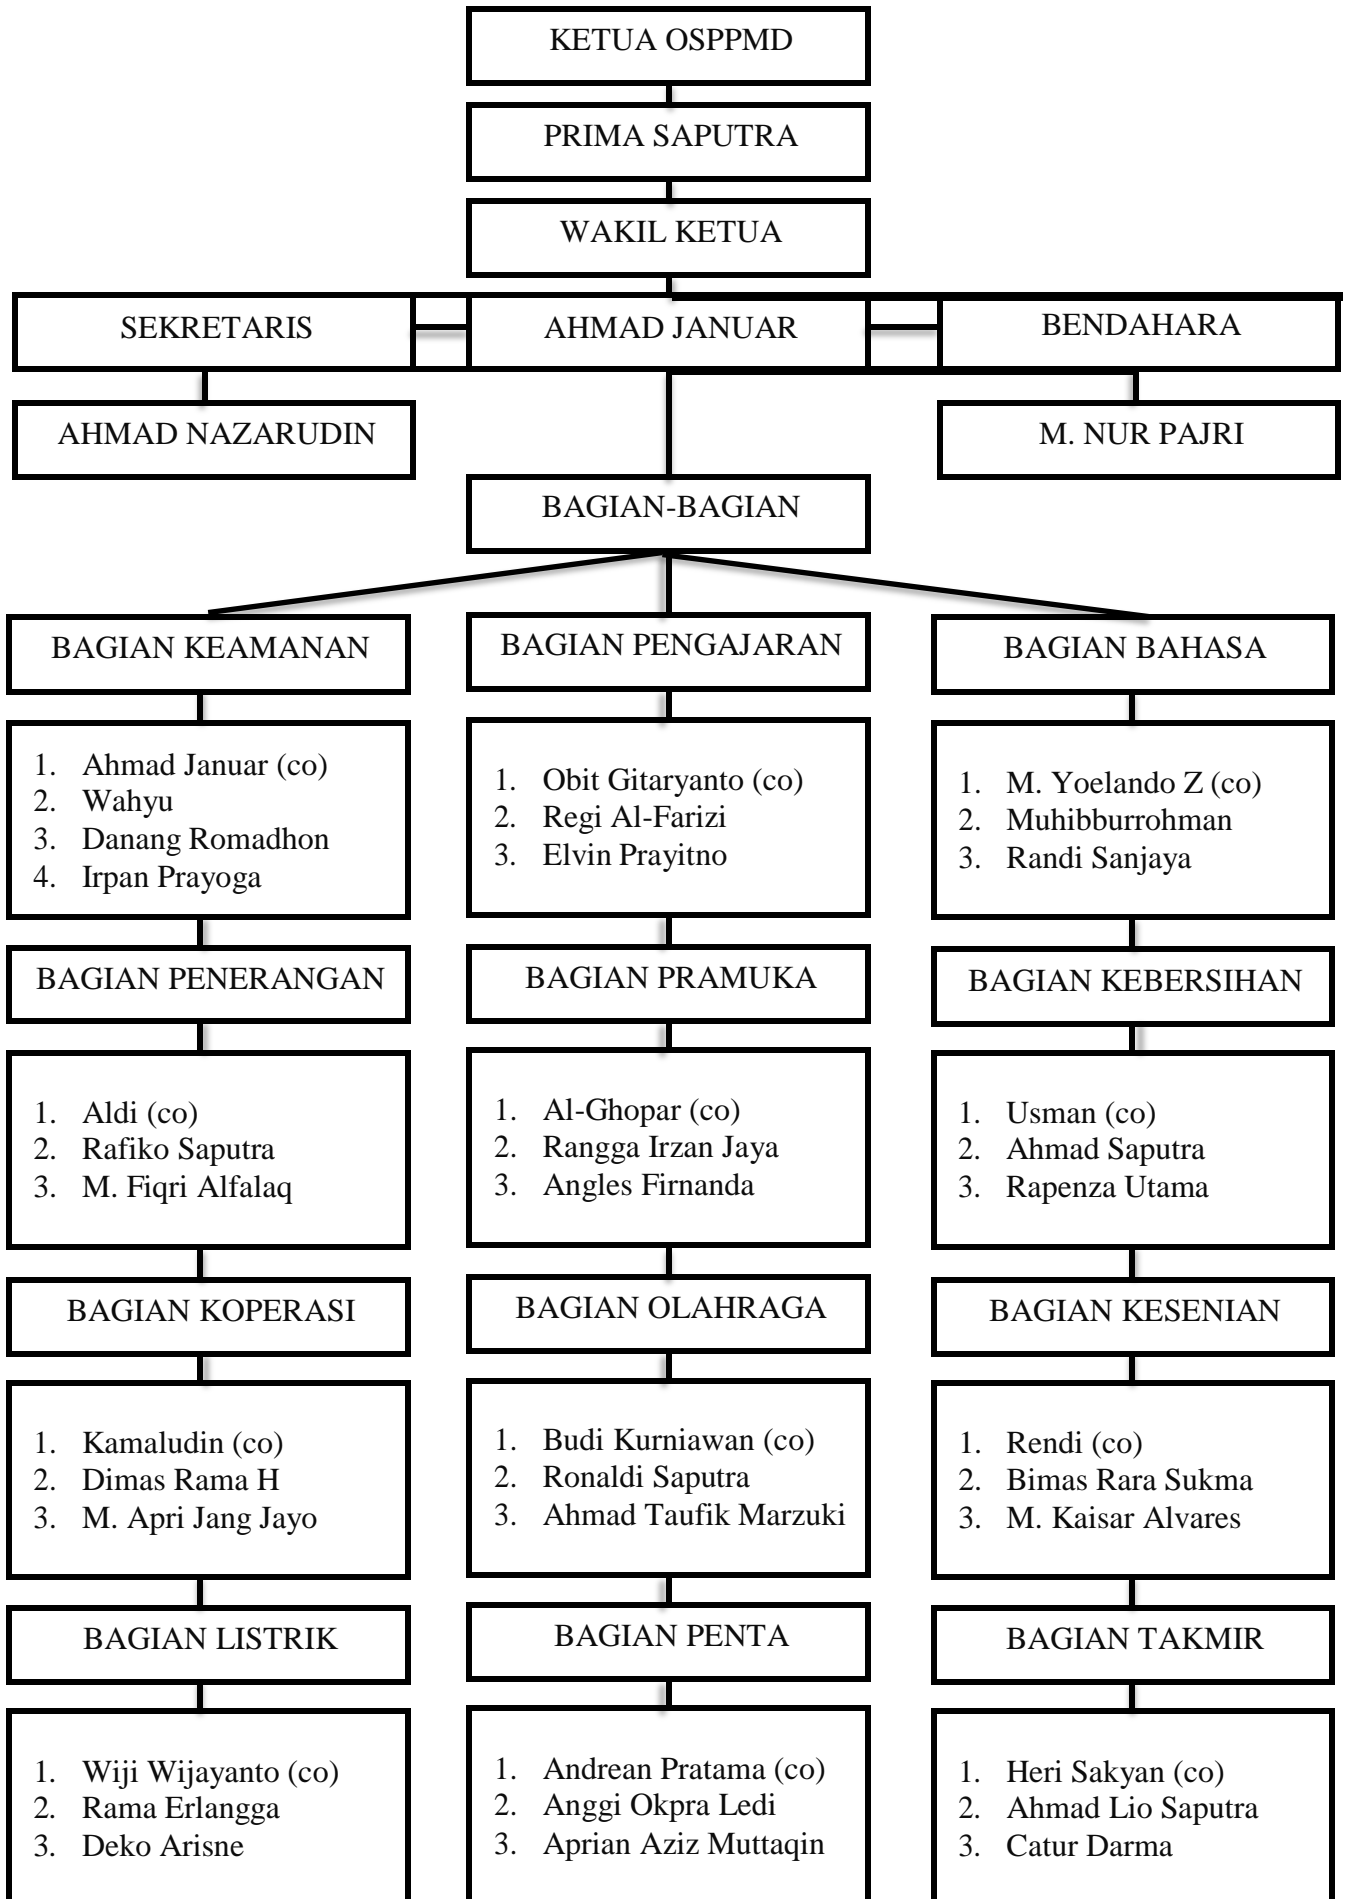 KETUA OSPPMD
PRIMA SAPUTRA
WAKIL KETUA
SEKRETARIS
AHMAD JANUAR
BENDAHARA
AHMAD NAZARUDIN
M. NUR PAJRI
BAGIAN-BAGIAN
BAGIAN KEAMANAN
1. Ahmad Januar (co)
2. Wahyu
3. Danang Romadhon
4. Irpan Prayoga
BAGIAN PENGAJARAN
1. Obit Gitaryanto (co)
2. Regi Al-Farizi
3. Elvin Prayitno
BAGIAN BAHASA
1. M. Yoelando Z (co)
2. Muhibburrohman
3. Randi Sanjaya
BAGIAN PENERANGAN
1. Aldi (co)
2. Rafiko Saputra
3. M. Fiqri Alfalaq
BAGIAN PRAMUKA
1. Al-Ghopar (co)
2. Rangga Irzan Jaya
3. Angles Firnanda
BAGIAN KEBERSIHAN
1. Usman (co)
2. Ahmad Saputra
3. Rapenza Utama
BAGIAN KOPERASI
1. Kamaludin (co)
2. Dimas Rama H
3. M. Apri Jang Jayo
BAGIAN OLAHRAGA
1. Budi Kurniawan (co)
2. Ronaldi Saputra
3. Ahmad Taufik Marzuki
BAGIAN KESENIAN
1. Rendi (co)
2. Bimas Rara Sukma
3. M. Kaisar Alvares
BAGIAN LISTRIK
1. Wiji Wijayanto (co)
2. Rama Erlangga
3. Deko Arisne
BAGIAN PENTA
1. Andrean Pratama (co)
2. Anggi Okpra Ledi
3. Aprian Aziz Muttaqin
BAGIAN TAKMIR
1. Heri Sakyan (co)
2. Ahmad Lio Saputra
3. Catur Darma